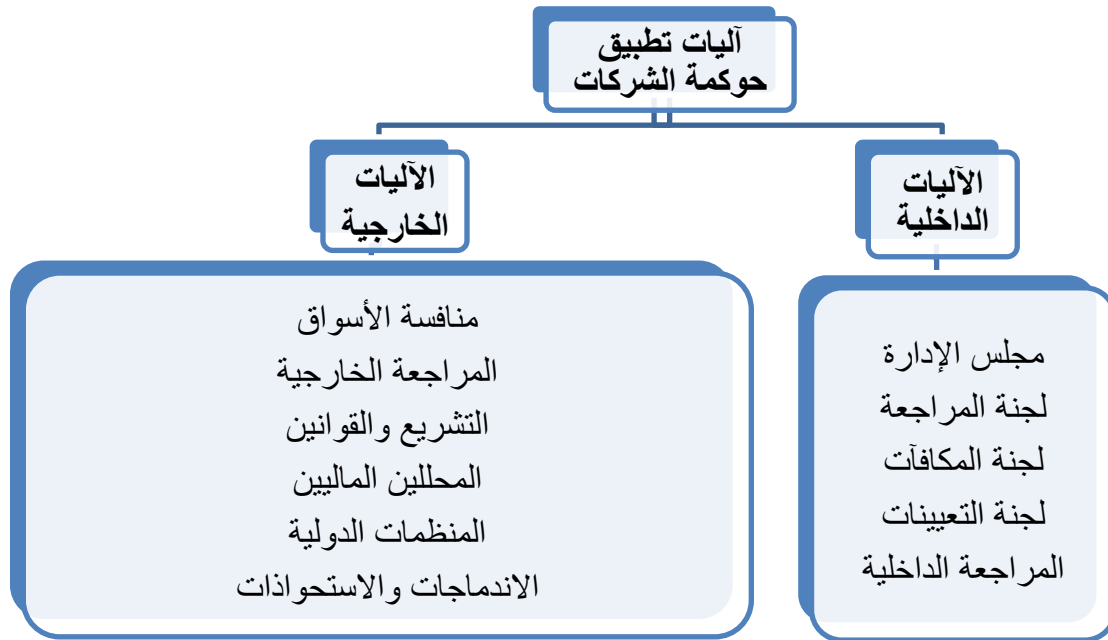 آليات تطبيق
حوكمة الشركات
الآليات
الداخلية
مجلس الإدارة
لجنة المراجعة
لجنة المكافآت
لجنة التعيينات
المراجعة الداخلية
الآليات
الخارجية
منافسة الأسواق
المراجعة الخارجية
التشريع والقوانين
المحللين الماليين
المنظمات الدولية
الاندماجات والاستحواذات